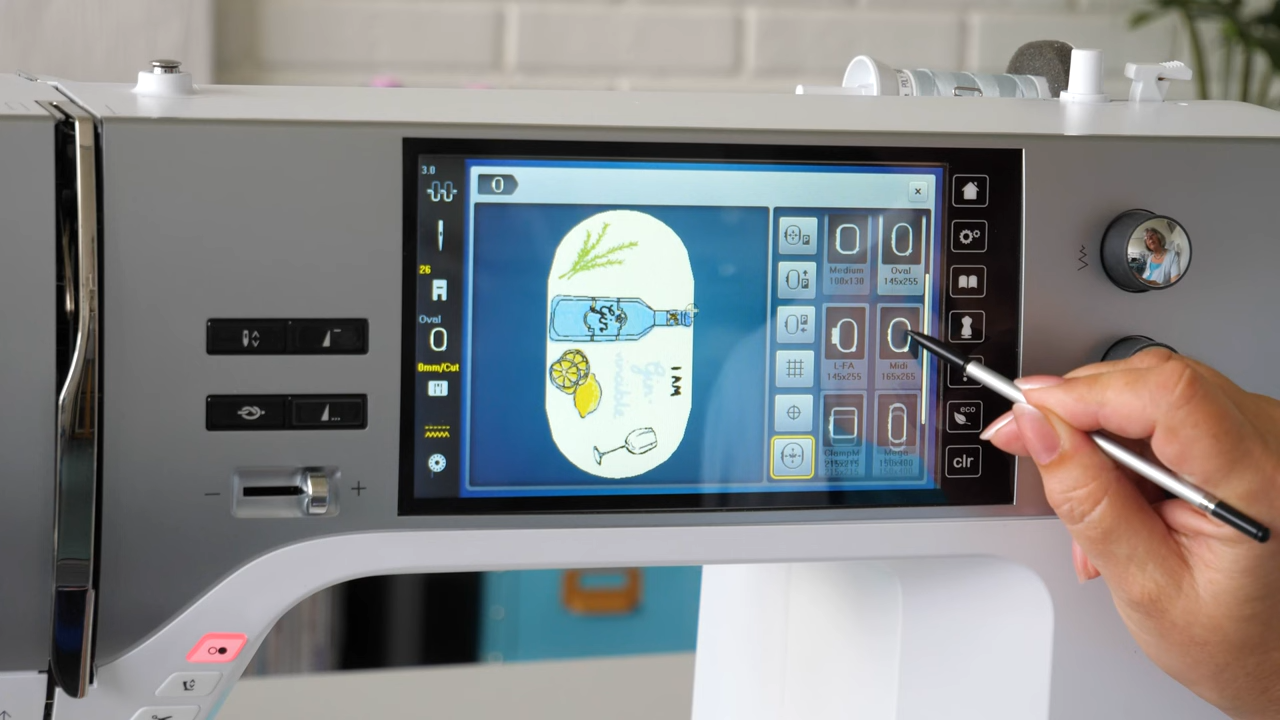 3.0
26
Oval
0mm/Cut
Gin
I AM
P
P
Medium
100x130
Oval
145x255
L-FA
145x255
Midi
165x265
Mega
150x400
eco
clr